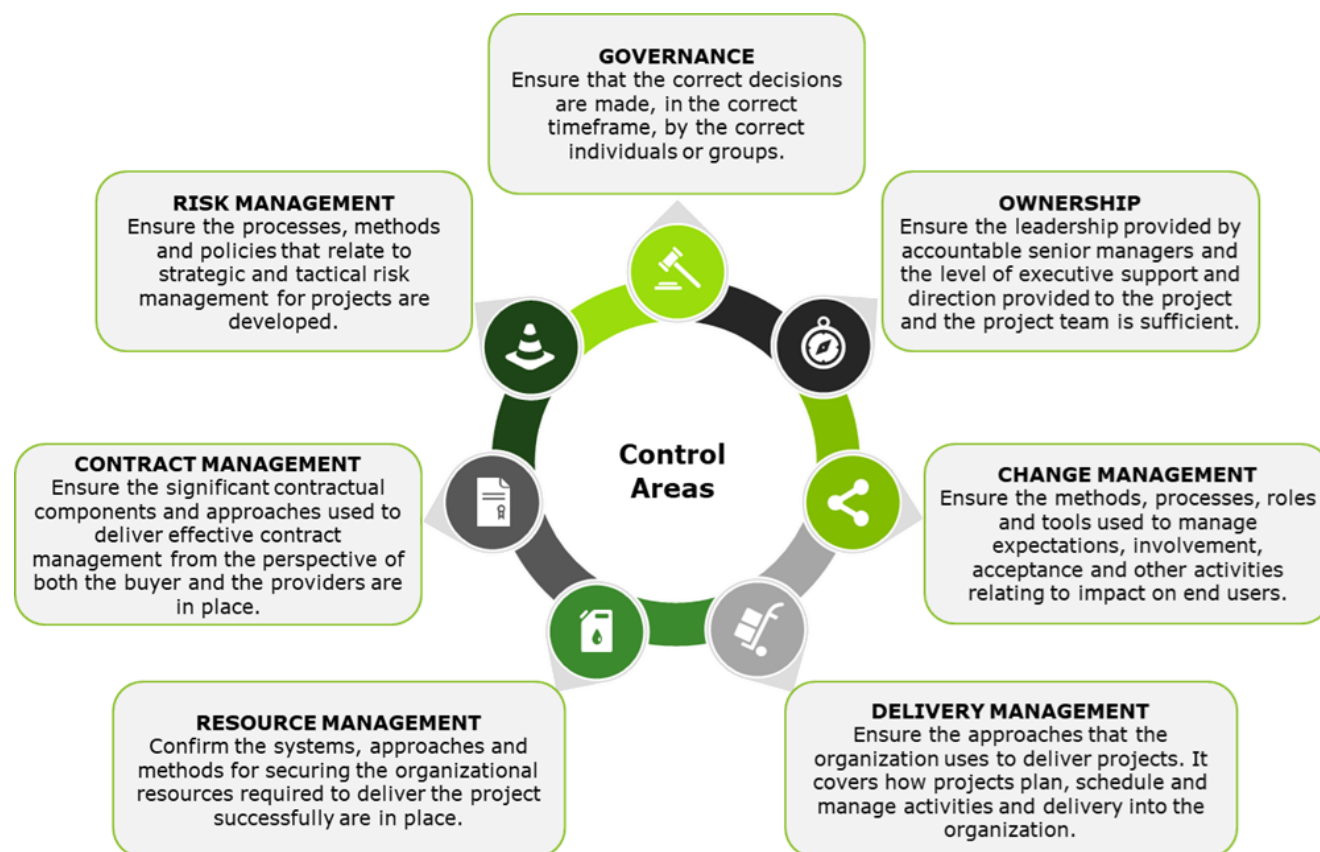 GOVERNANCE
Ensure that the correct decisions
are made, in the correct
timeframe, by the correct
individuals or groups.
RISK MANAGEMENT
Ensure the processes, methods
and policies that relate to
strategic and tactical risk
management for projects are
developed.
OWNERSHIP
Ensure the leadership provided by
accountable senior managers and
the level of executive support and
direction provided to the project
and the project team is sufficient.
Control
Areas
CONTRACT MANAGEMENT
Ensure the significant contractual
components and approaches used to
deliver effective contract
management from the perspective of
both the buyer and the providers are
in place.
CHANGE MANAGEMENT
Ensure the methods, processes, roles
and tools used to manage
expectations, involvement,
acceptance and other activities
relating to impact on end users.
RESOURCE MANAGEMENT
Confirm the systems, approaches and
methods for securing the organizational
resources required to deliver the project
successfully are in place.
DELIVERY MANAGEMENT
Ensure the approaches that the
organization uses to deliver projects. It
covers how projects plan, schedule and
manage activities and delivery into the
organization.